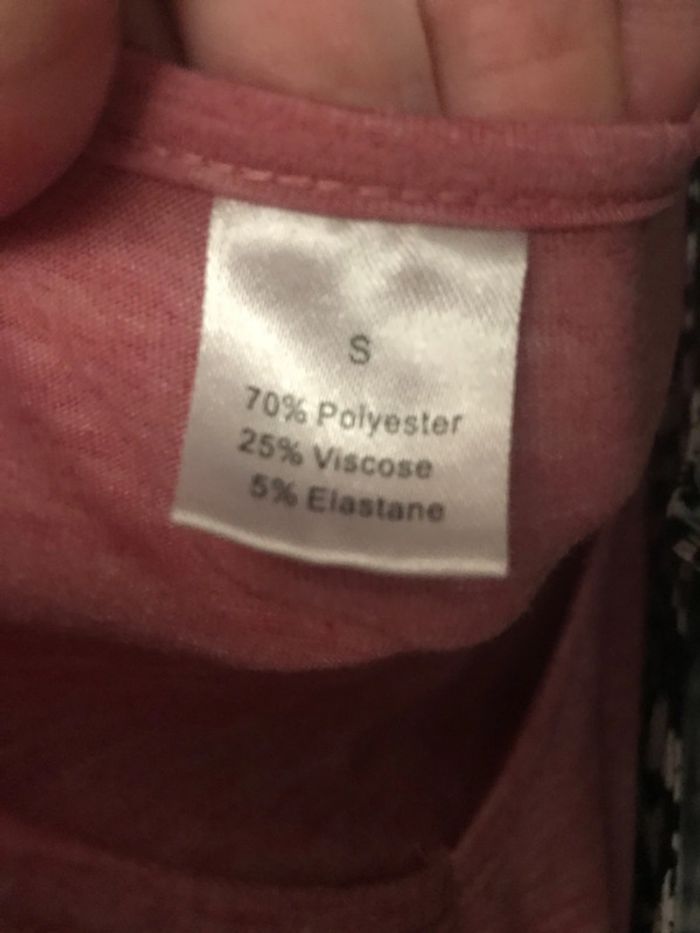 S
70% Polyester
25% Viscose
5% Elastane